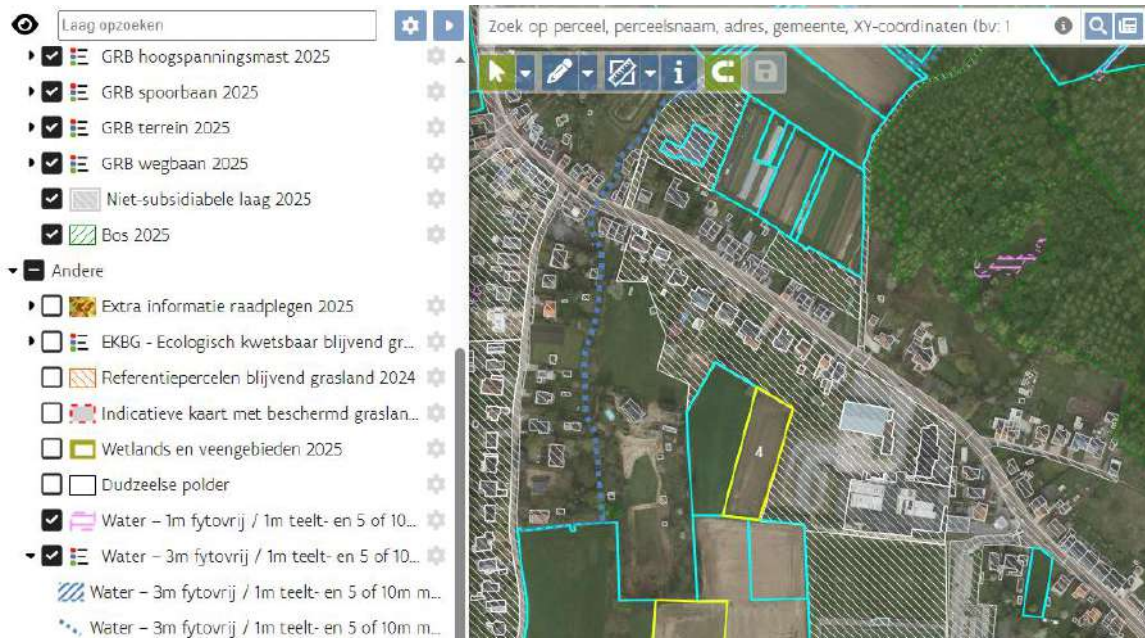 Laag opzoeken
Zoek op perceel, perceelsnaam, adres, gemeente, XY-coördinaten (bv: 1
GRB hoogspanningsmast 2025
GRB spoorbaan 2025
GRB terrein 2025
GRB wegbaan 2025
Niet-subsidiabele laag 2025
Bos 2025
Andere
Extra informatie raadplegen 2025
EKBG - Ecologisch kwetsbaar blijvend gr...
Referentiepercelen blijvend grasland 2024
Indicatieve kaart met beschermd graslan...
Wetlands en veengebieden 2025
Dudzeelse polder
Water – 1m fytovrij / 1m teelt- en 5 of 10...
Water – 3m fytovrij / 1m teelt- en 5 of 10...
Water – 3m fytovrij / 1m teelt- en 5 of 10m m...
Water – 3m fytovrij / 1m teelt- en 5 of 10m m...
4